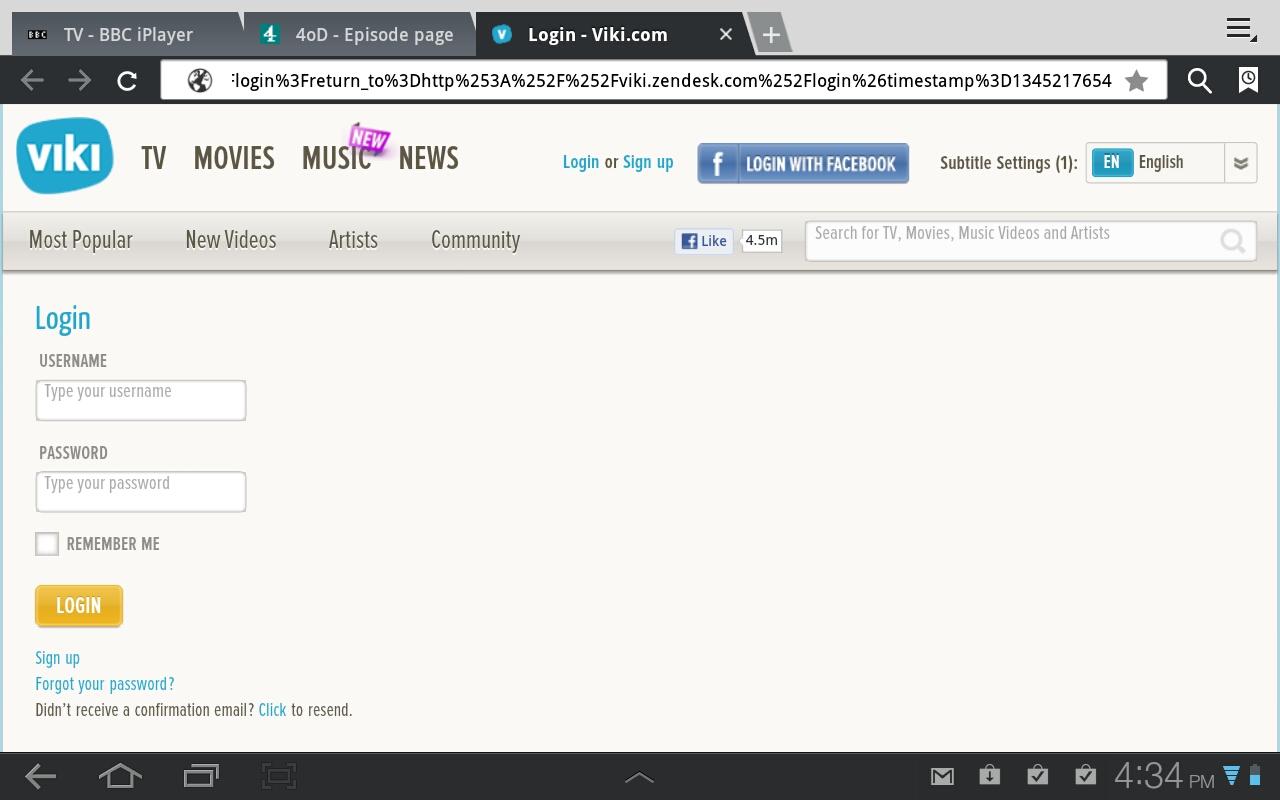 BBC TV - BBC iPlayer
4 4oD - Episode page
Login - Viki.com
login%3Freturn_to%3Dhttp%253A%252F%252Fviki.zendesk.com%252Flogin%26timestamp%3D1345217654
viki TV MOVIES MUSIC NEW NEWS
Login or Sign up
f LOGIN WITH FACEBOOK
Subtitle Settings (1): EN English
Most Popular New Videos Artists Community
f Like 4.5m
Search for TV, Movies, Music Videos and Artists
Login
USERNAME
Type your username
PASSWORD
Type your password
REMEMBER ME
LOGIN
Sign up
Forgot your password?
Didn't receive a confirmation email? Click to resend.
4:34 PM